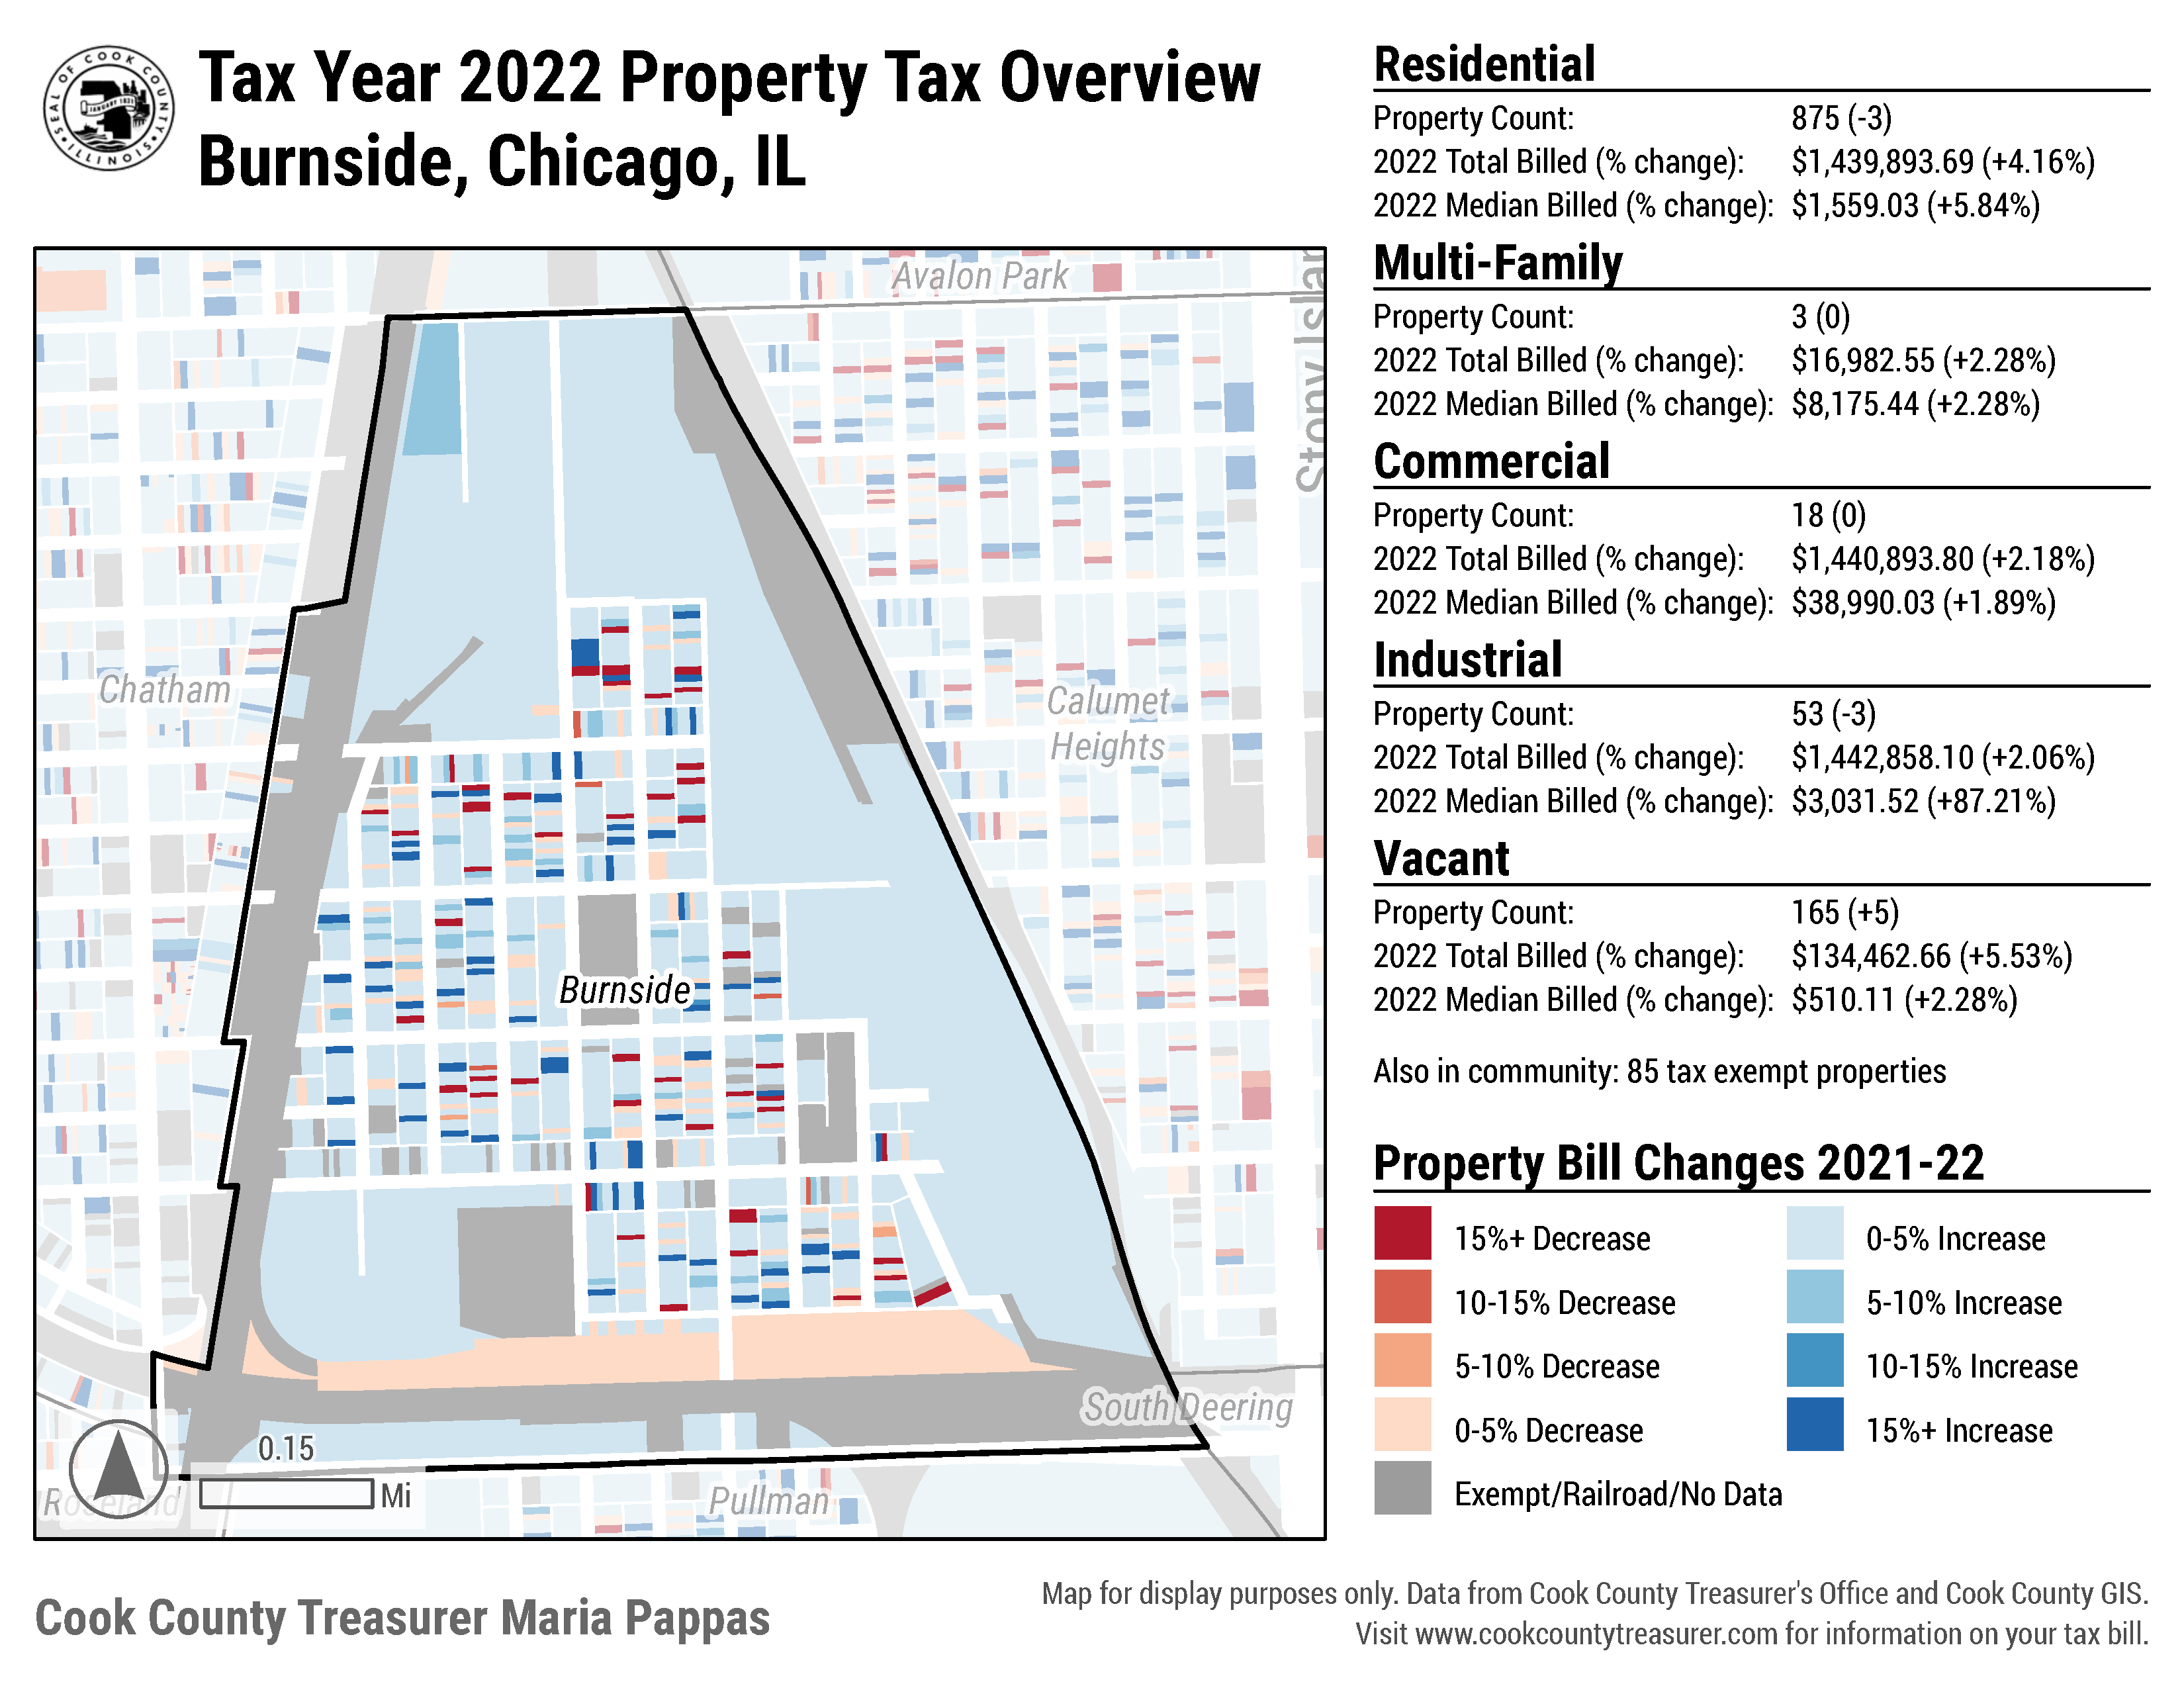 SEAL OF COOK COUNTY
ILLINOIS
JANUARY 1831
Tax Year 2022 Property Tax Overview
Burnside, Chicago, IL
Residential
Property Count: 875 (-3)
2022 Total Billed (% change): $1,439,893.69 (+4.16%)
2022 Median Billed (% change): $1,559.03 (+5.84%)
Multi-Family
Property Count: 3 (0)
2022 Total Billed (% change): $16,982.55 (+2.28%)
2022 Median Billed (% change): $8,175.44 (+2.28%)
Commercial
Property Count: 18 (0)
2022 Total Billed (% change): $1,440,893.80 (+2.18%)
2022 Median Billed (% change): $38,990.03 (+1.89%)
Industrial
Property Count: 53 (-3)
2022 Total Billed (% change): $1,442,858.10 (+2.06%)
2022 Median Billed (% change): $3,031.52 (+87.21%)
Vacant
Property Count: 165 (+5)
2022 Total Billed (% change): $134,462.66 (+5.53%)
2022 Median Billed (% change): $510.11 (+2.28%)
Also in community: 85 tax exempt properties
Property Bill Changes 2021-22
15%+ Decrease
10-15% Decrease
5-10% Decrease
0-5% Decrease
Exempt/Railroad/No Data
0-5% Increase
5-10% Increase
10-15% Increase
15%+ Increase
Avalon Park
Stony Islan
Chatham
Calumet
Heights
Burnside
South Deering
Roseland
Pullman
0.15
Mi
Cook County Treasurer Maria Pappas
Map for display purposes only. Data from Cook County Treasurer's Office and Cook County GIS.
Visit www.cookcountytreasurer.com for information on your tax bill.